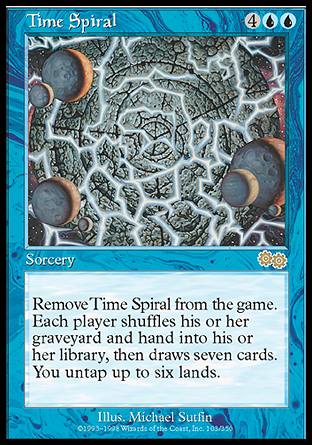 Time Spiral 4
Sorcery
Remove Time Spiral from the game.
Each player shuffles his or her
graveyard and hand into his or
her library, then draws seven cards.
You untap up to six lands.
Illus. Michael Sutfin
©1993-1998 Wizards of the Coast, Inc. 103/350